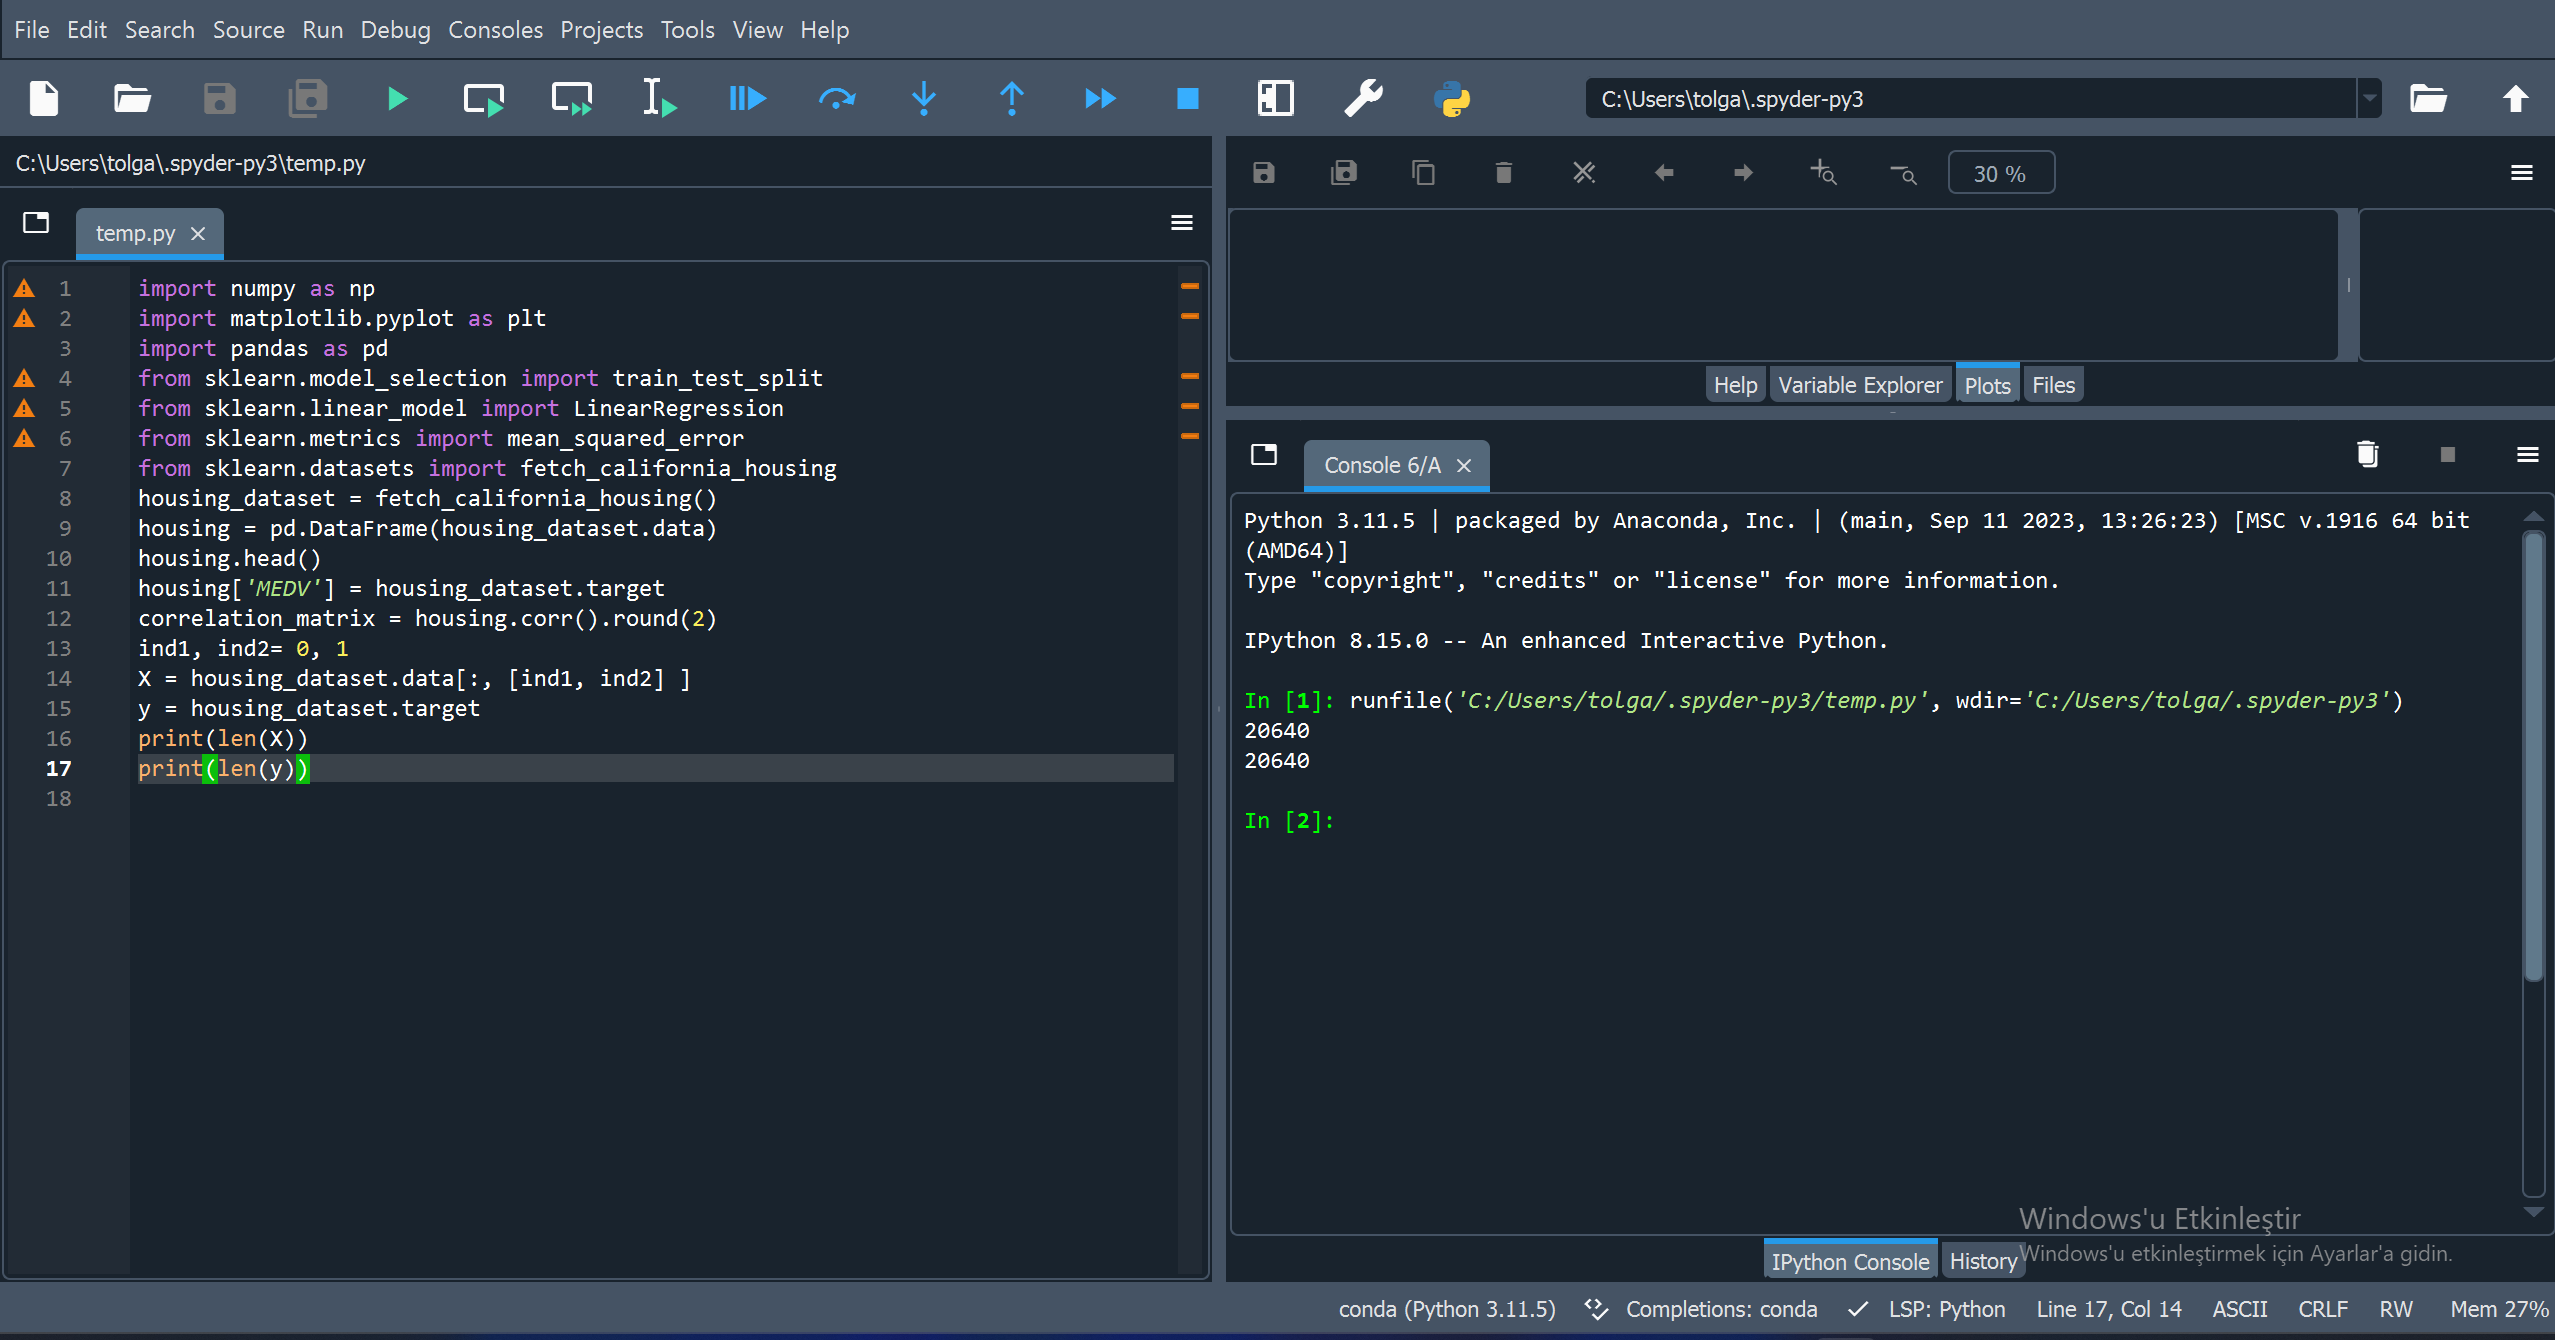 File Edit Search Source Run Debug Consoles Projects Tools View Help
C:\Users\tolga\.spyder-py3
C:\Users\tolga\.spyder-py3\temp.py
temp.py
1 import numpy as np
2 import matplotlib.pyplot as plt
3 import pandas as pd
4 from sklearn.model_selection import train_test_split
5 from sklearn.linear_model import LinearRegression
6 from sklearn.metrics import mean_squared_error
7 from sklearn.datasets import fetch_california_housing
8 housing_dataset = fetch_california_housing()
9 housing = pd.DataFrame(housing_dataset.data)
10 housing.head()
11 housing['MEDV'] = housing_dataset.target
12 correlation_matrix = housing.corr().round(2)
13 ind1, ind2= 0, 1
14 X = housing_dataset.data[:, [ind1, ind2] ]
15 y = housing_dataset.target
16 print(len(X))
17 print(len(y))
18
30 %
Help Variable Explorer Plots Files
Console 6/A
Python 3.11.5 | packaged by Anaconda, Inc. | (main, Sep 11 2023, 13:26:23) [MSC v.1916 64 bit
(AMD64)]
Type "copyright", "credits" or "license" for more information.
IPython 8.15.0 -- An enhanced Interactive Python.
In [1]: runfile('C:/Users/tolga/.spyder-py3/temp.py', wdir='C:/Users/tolga/.spyder-py3')
20640
20640
In [2]:
Windows'u Etkinleştir
Windows'u etkinleştirmek için Ayarlar'a gidin.
IPython Console History
conda (Python 3.11.5) Completions: conda LSP: Python Line 17, Col 14 ASCII CRLF RW Mem 27%